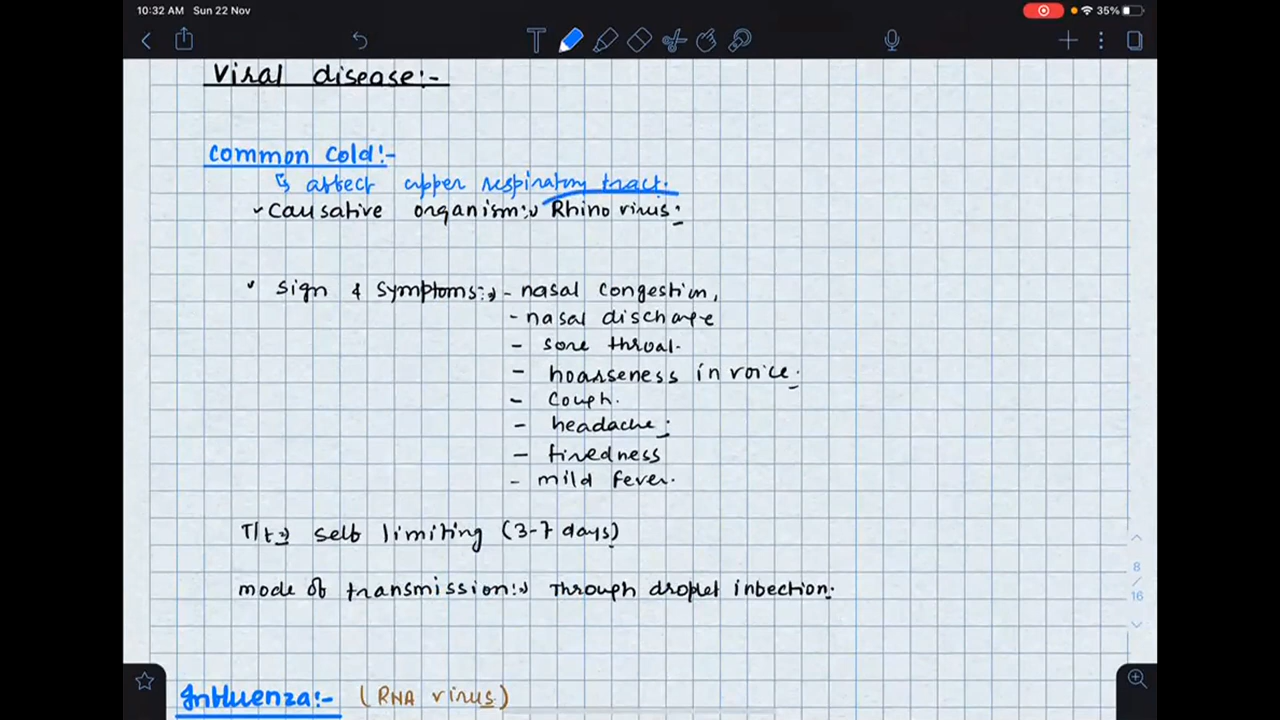 10:32 AM Sun 22 Nov
35%
Viral disease:-
Common Cold:-
↳ affect upper respiratory tract.
Causative organism:→ Rhino virus.
Sign & symptoms:→ - nasal congestion,
- nasal discharge
- sore throat.
- hoarseness in voice.
- Cough.
- headache.
- tiredness
- mild fever.
T/t→ self limiting (3-7 days)
mode of transmission:→ Through droplet infection.
8
/
16
Influenza:- (RNA virus)